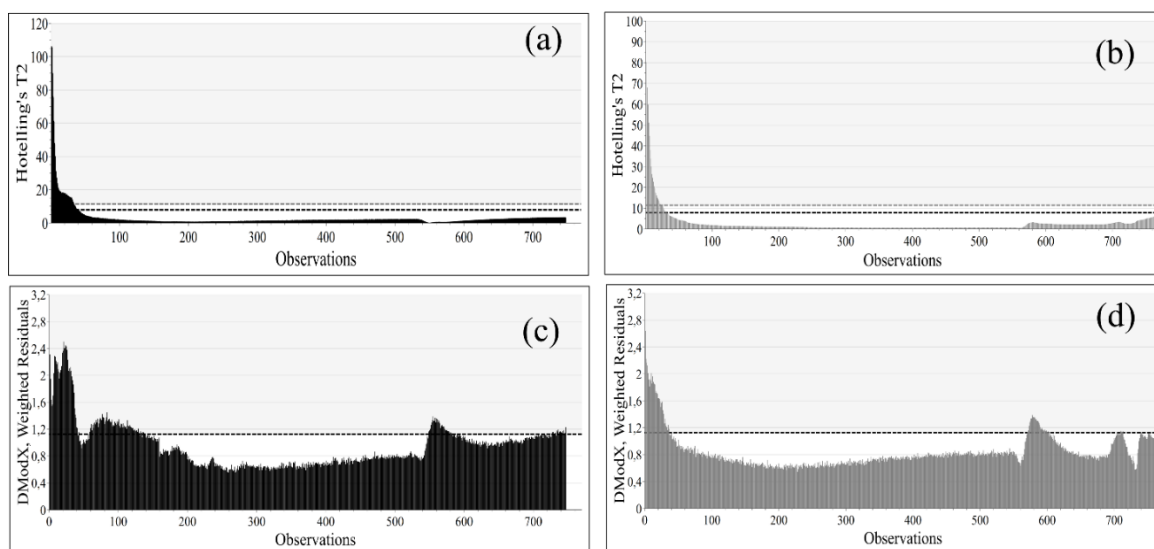 120
100
80
60
40
20
0
Hotelling's T2
(a)
100 200 300 400 500 600 700
Observations
100
90
80
70
60
50
40
30
20
10
0
Hotelling's T2
(b)
100 200 300 400 500 600 700
Observations
3,2
2,8
2,4
2
1,6
1,2
0,8
0,4
0
DModX, Weighted Residuals
(c)
0 100 200 300 400 500 600 700
Observations
3,2
2,8
2,4
2
1,6
1,2
0,8
0,4
0
DModX, Weighted Residuals
(d)
0 100 200 300 400 500 600 700
Observations